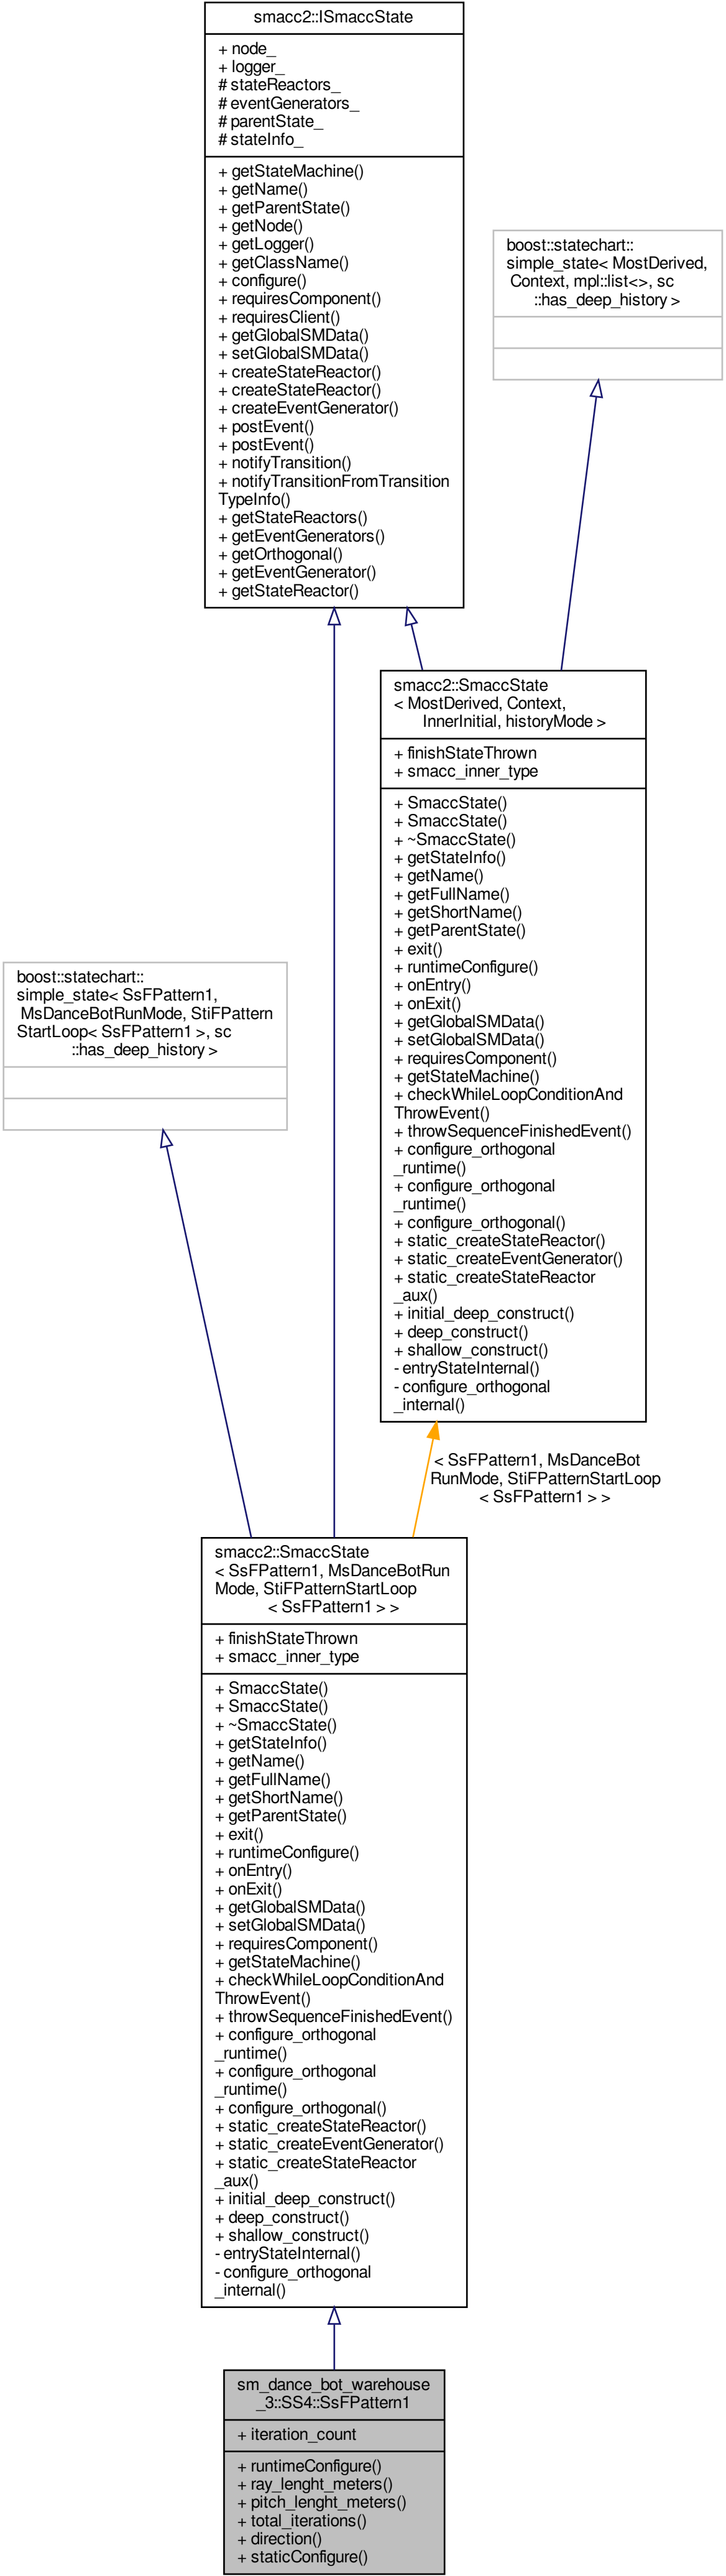 smacc2::ISmaccState
+ node_
+ logger_
# stateReactors_
# eventGenerators_
# parentState_
# stateInfo_
+ getStateMachine()
+ getName()
+ getParentState()
+ getNode()
+ getLogger()
+ getClassName()
+ configure()
+ requiresComponent()
+ requiresClient()
+ getGlobalSMData()
+ setGlobalSMData()
+ createStateReactor()
+ createStateReactor()
+ createEventGenerator()
+ postEvent()
+ postEvent()
+ notifyTransition()
+ notifyTransitionFromTransition
TypeInfo()
+ getStateReactors()
+ getEventGenerators()
+ getOrthogonal()
+ getEventGenerator()
+ getStateReactor()
boost::statechart::
simple_state< MostDerived,
Context, mpl::list<>, sc
::has_deep_history >
smacc2::SmaccState
< MostDerived, Context,
InnerInitial, historyMode >
+ finishStateThrown
+ smacc_inner_type
+ SmaccState()
+ SmaccState()
+ ~SmaccState()
+ getStateInfo()
+ getName()
+ getFullName()
+ getShortName()
+ getParentState()
+ exit()
+ runtimeConfigure()
+ onEntry()
+ onExit()
+ getGlobalSMData()
+ setGlobalSMData()
+ requiresComponent()
+ getStateMachine()
+ checkWhileLoopConditionAnd
ThrowEvent()
+ throwSequenceFinishedEvent()
+ configure_orthogonal
_runtime()
+ configure_orthogonal
_runtime()
+ configure_orthogonal()
+ static_createStateReactor()
+ static_createEventGenerator()
+ static_createStateReactor
_aux()
+ initial_deep_construct()
+ deep_construct()
+ shallow_construct()
- entryStateInternal()
- configure_orthogonal
_internal()
boost::statechart::
simple_state< SsFPattern1,
MsDanceBotRunMode, StiFPattern
StartLoop< SsFPattern1 >, sc
::has_deep_history >
< SsFPattern1, MsDanceBot
RunMode, StiFPatternStartLoop
< SsFPattern1 > >
smacc2::SmaccState
< SsFPattern1, MsDanceBotRun
Mode, StiFPatternStartLoop
< SsFPattern1 > >
+ finishStateThrown
+ smacc_inner_type
+ SmaccState()
+ SmaccState()
+ ~SmaccState()
+ getStateInfo()
+ getName()
+ getFullName()
+ getShortName()
+ getParentState()
+ exit()
+ runtimeConfigure()
+ onEntry()
+ onExit()
+ getGlobalSMData()
+ setGlobalSMData()
+ requiresComponent()
+ getStateMachine()
+ checkWhileLoopConditionAnd
ThrowEvent()
+ throwSequenceFinishedEvent()
+ configure_orthogonal
_runtime()
+ configure_orthogonal
_runtime()
+ configure_orthogonal()
+ static_createStateReactor()
+ static_createEventGenerator()
+ static_createStateReactor
_aux()
+ initial_deep_construct()
+ deep_construct()
+ shallow_construct()
- entryStateInternal()
- configure_orthogonal
_internal()
sm_dance_bot_warehouse
_3::SS4::SsFPattern1
+ iteration_count
+ runtimeConfigure()
+ ray_lenght_meters()
+ pitch_lenght_meters()
+ total_iterations()
+ direction()
+ staticConfigure()